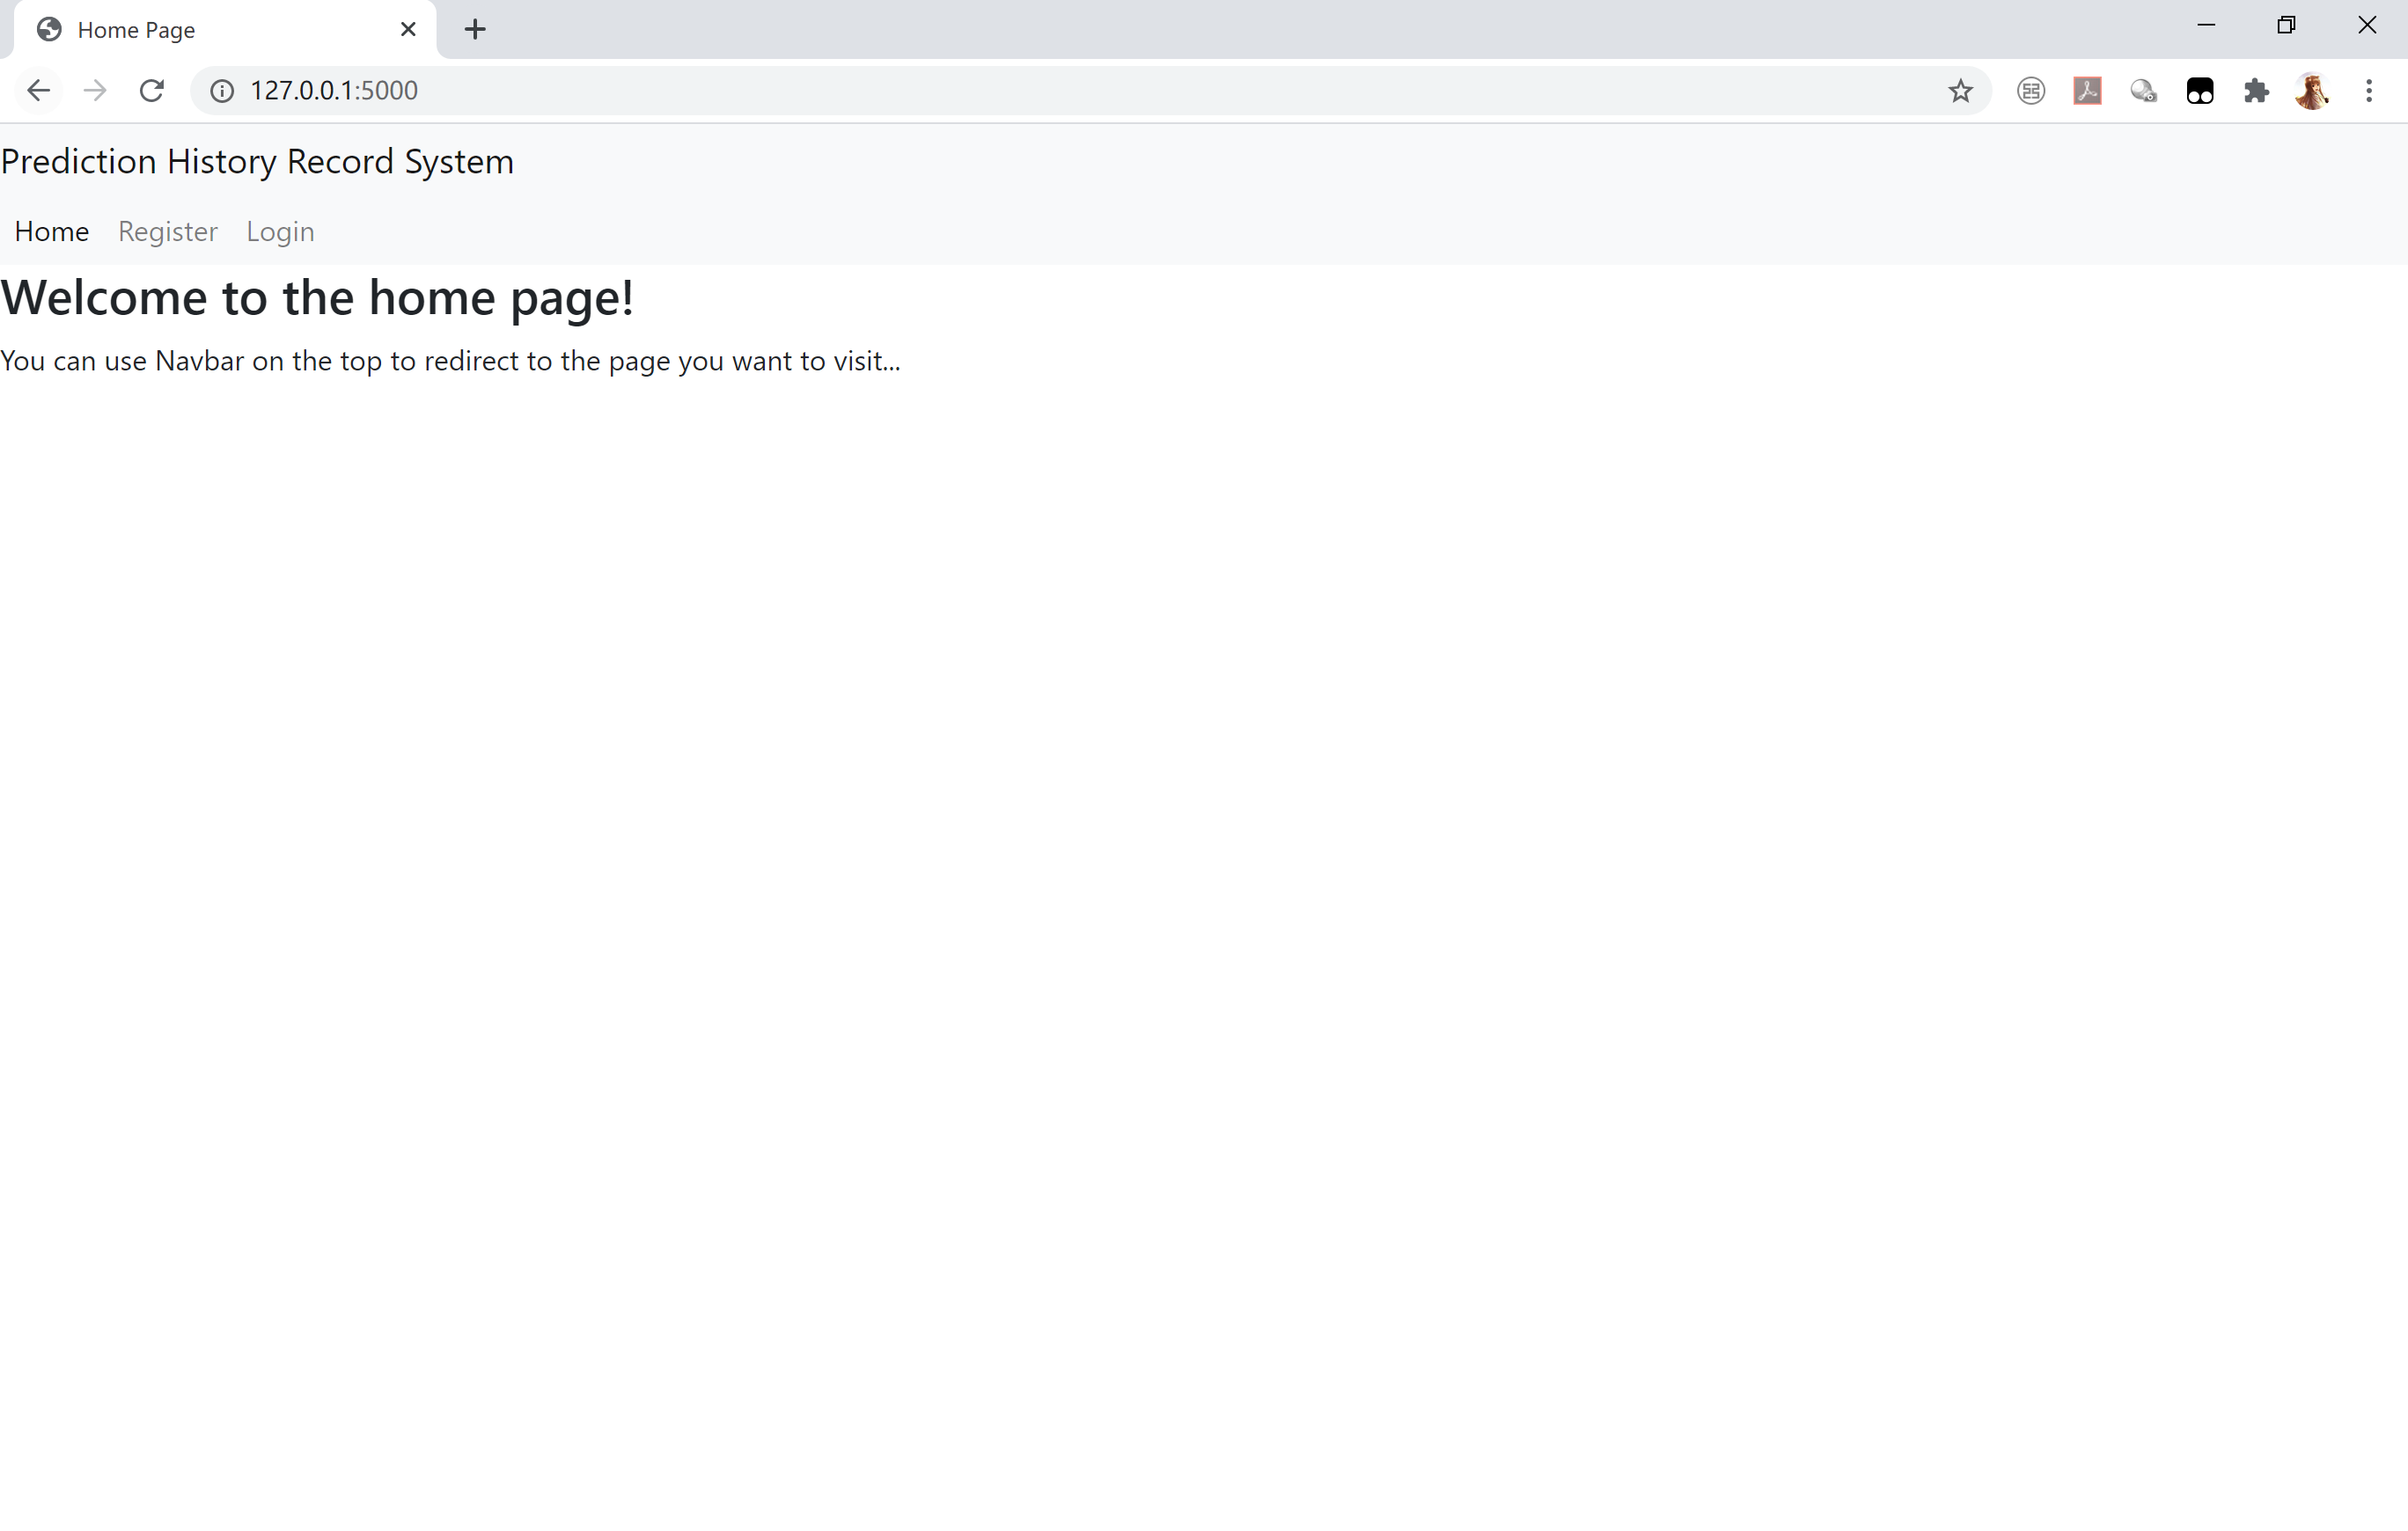 Home Page
127.0.0.1:5000
Prediction History Record System
Home Register Login
Welcome to the home page!
You can use Navbar on the top to redirect to the page you want to visit...